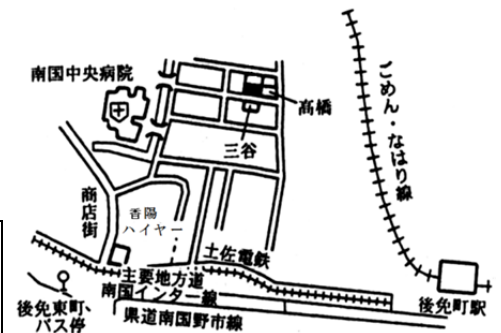 南国中央病院
高橋
三谷
ごめん・なはり線
商店街
香陽
ハイヤー
土佐電鉄
主要地方道
南国インター線
後免東町、
バス停
県道南国野市線
後免町駅